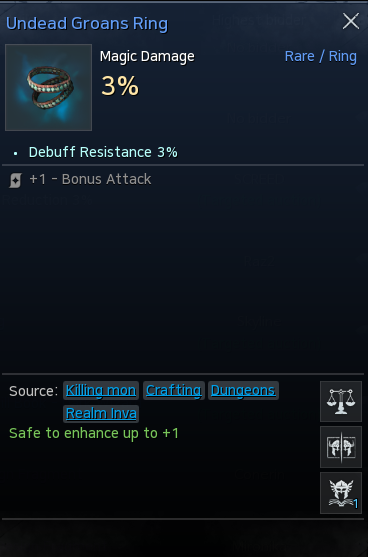 Undead Groans Ring
Magic Damage
Rare / Ring
3%
• Debuff Resistance 3%
+1 - Bonus Attack
Source: Killing mon Crafting Dungeons
Realm Inva
Safe to enhance up to +1
1